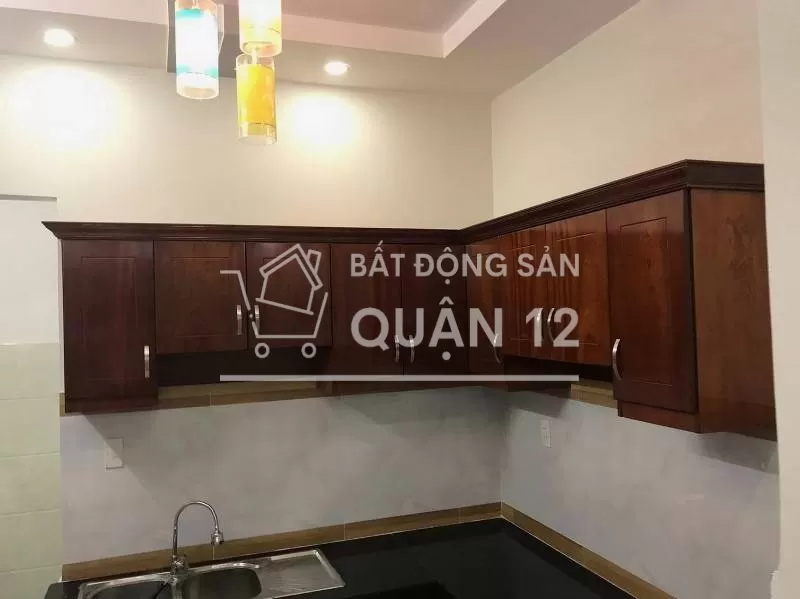 BẤT ĐỘNG SẢN
QUẬN 12